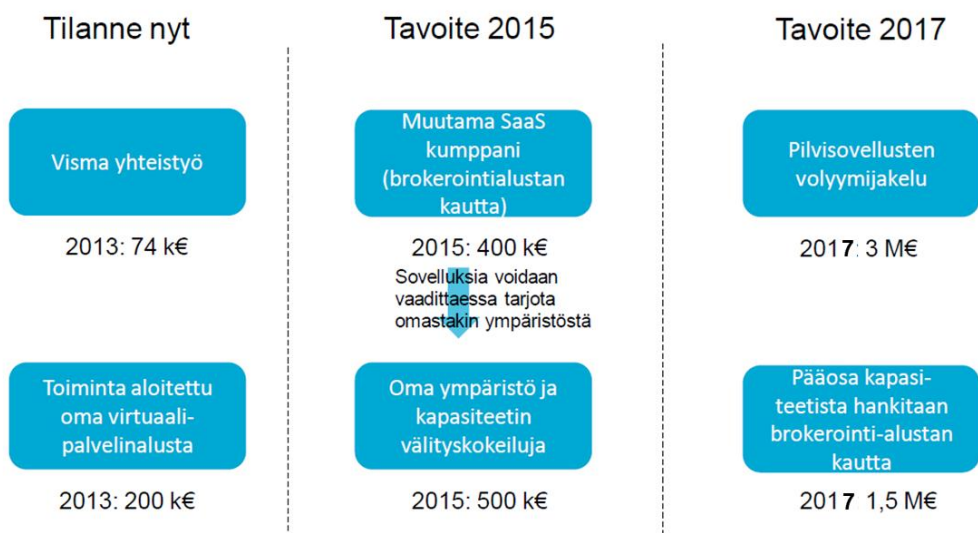 Tilanne nyt
Visma yhteistyö
2013: 74 k€
Toiminta aloitettu
oma virtuaali-
palvelinalusta
2013: 200 k€
Tavoite 2015
Muutama SaaS
kumppani
(brokerointialustan
kautta)
2015: 400 k€
Sovelluksia voidaan
vaadittaessa tarjota
omastakin ympäristöstä
Oma ympäristö ja
kapasiteetin
välityskokeiluja
2015: 500 k€
Tavoite 2017
Pilvisovellusten
volyymijakelu
2017: 3 M€
Pääosa kapasi-
teetista hankitaan
brokerointi-alustan
kautta
2017 1,5 M€